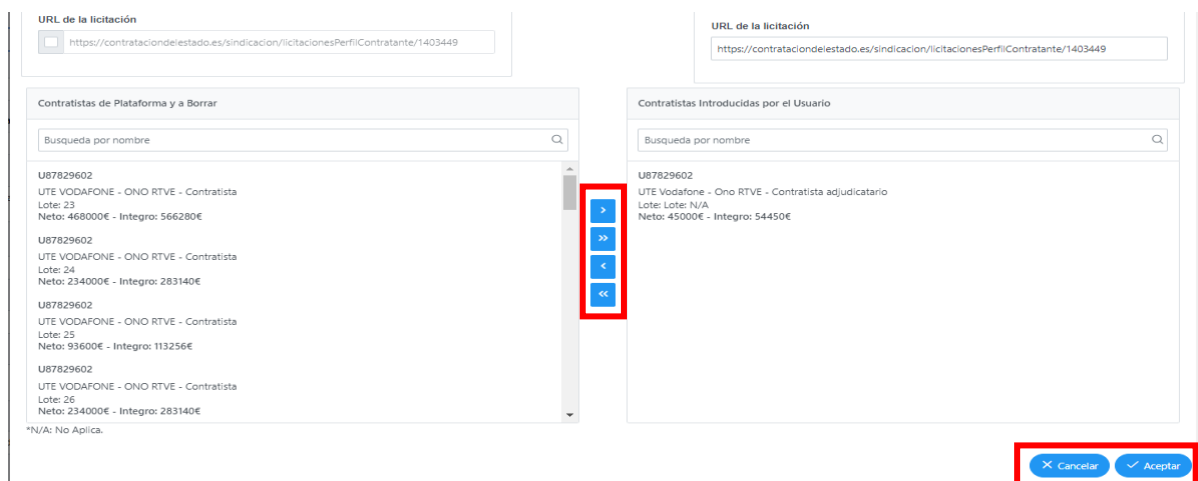 URL de la licitación
https://contrataciondelestado.es/sindicacion/licitacionesPerfilContratante/1403449
URL de la licitación
https://contrataciondelestado.es/sindicacion/licitacionesPerfilContratante/1403449
Contratistas de Plataforma y a Borrar
Busqueda por nombre
U87829602
UTE VODAFONE - ONO RTVE - Contratista
Lote: 23
Neto: 468000€ - Integro: 566280€
U87829602
UTE VODAFONE - ONO RTVE - Contratista
Lote: 24
Neto: 234000€ - Integro: 283140€
U87829602
UTE VODAFONE - ONO RTVE - Contratista
Lote: 25
Neto: 93600€ - Integro: 113256€
U87829602
UTE VODAFONE - ONO RTVE - Contratista
Lote: 26
Neto: 234000€ - Integro: 283140€
*N/A: No Aplica.
>
>>
<
<<
Contratistas Introducidas por el Usuario
Busqueda por nombre
U87829602
UTE Vodafone - Ono RTVE - Contratista adjudicatario
Lote: Lote: N/A
Neto: 45000€ - Integro: 54450€
Cancelar
Aceptar